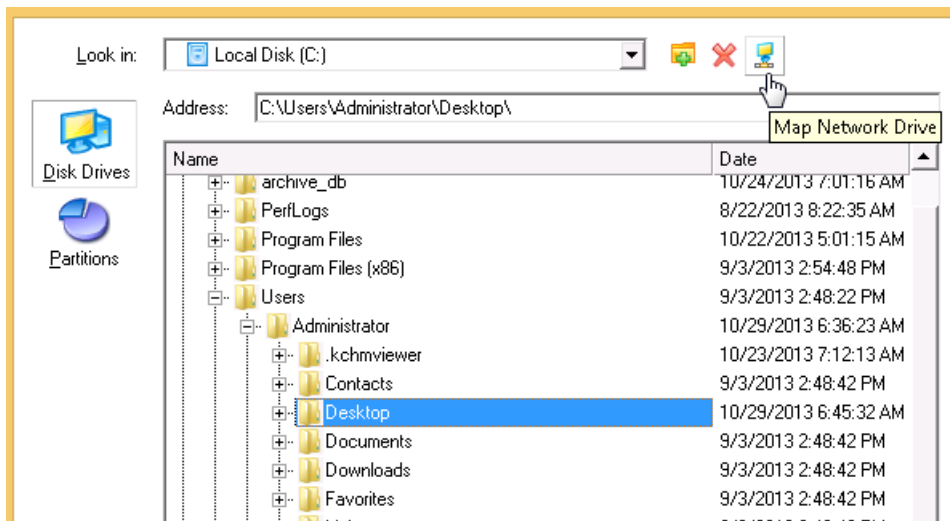 Look in: Local Disk (C:)
Address: C:\Users\Administrator\Desktop\
Map Network Drive
Disk Drives
Partitions
Name Date
archive_db 10/24/2013 7:01:16 AM
PerfLogs 8/22/2013 8:22:35 AM
Program Files 10/22/2013 5:01:15 AM
Program Files (x86) 9/3/2013 2:54:48 PM
Users 9/3/2013 2:48:22 PM
Administrator 10/29/2013 6:36:23 AM
.kchmviewer 10/23/2013 7:12:13 AM
Contacts 9/3/2013 2:48:42 PM
Desktop 10/29/2013 6:45:32 AM
Documents 9/3/2013 2:48:42 PM
Downloads 9/3/2013 2:48:42 PM
Favorites 9/3/2013 2:48:42 PM